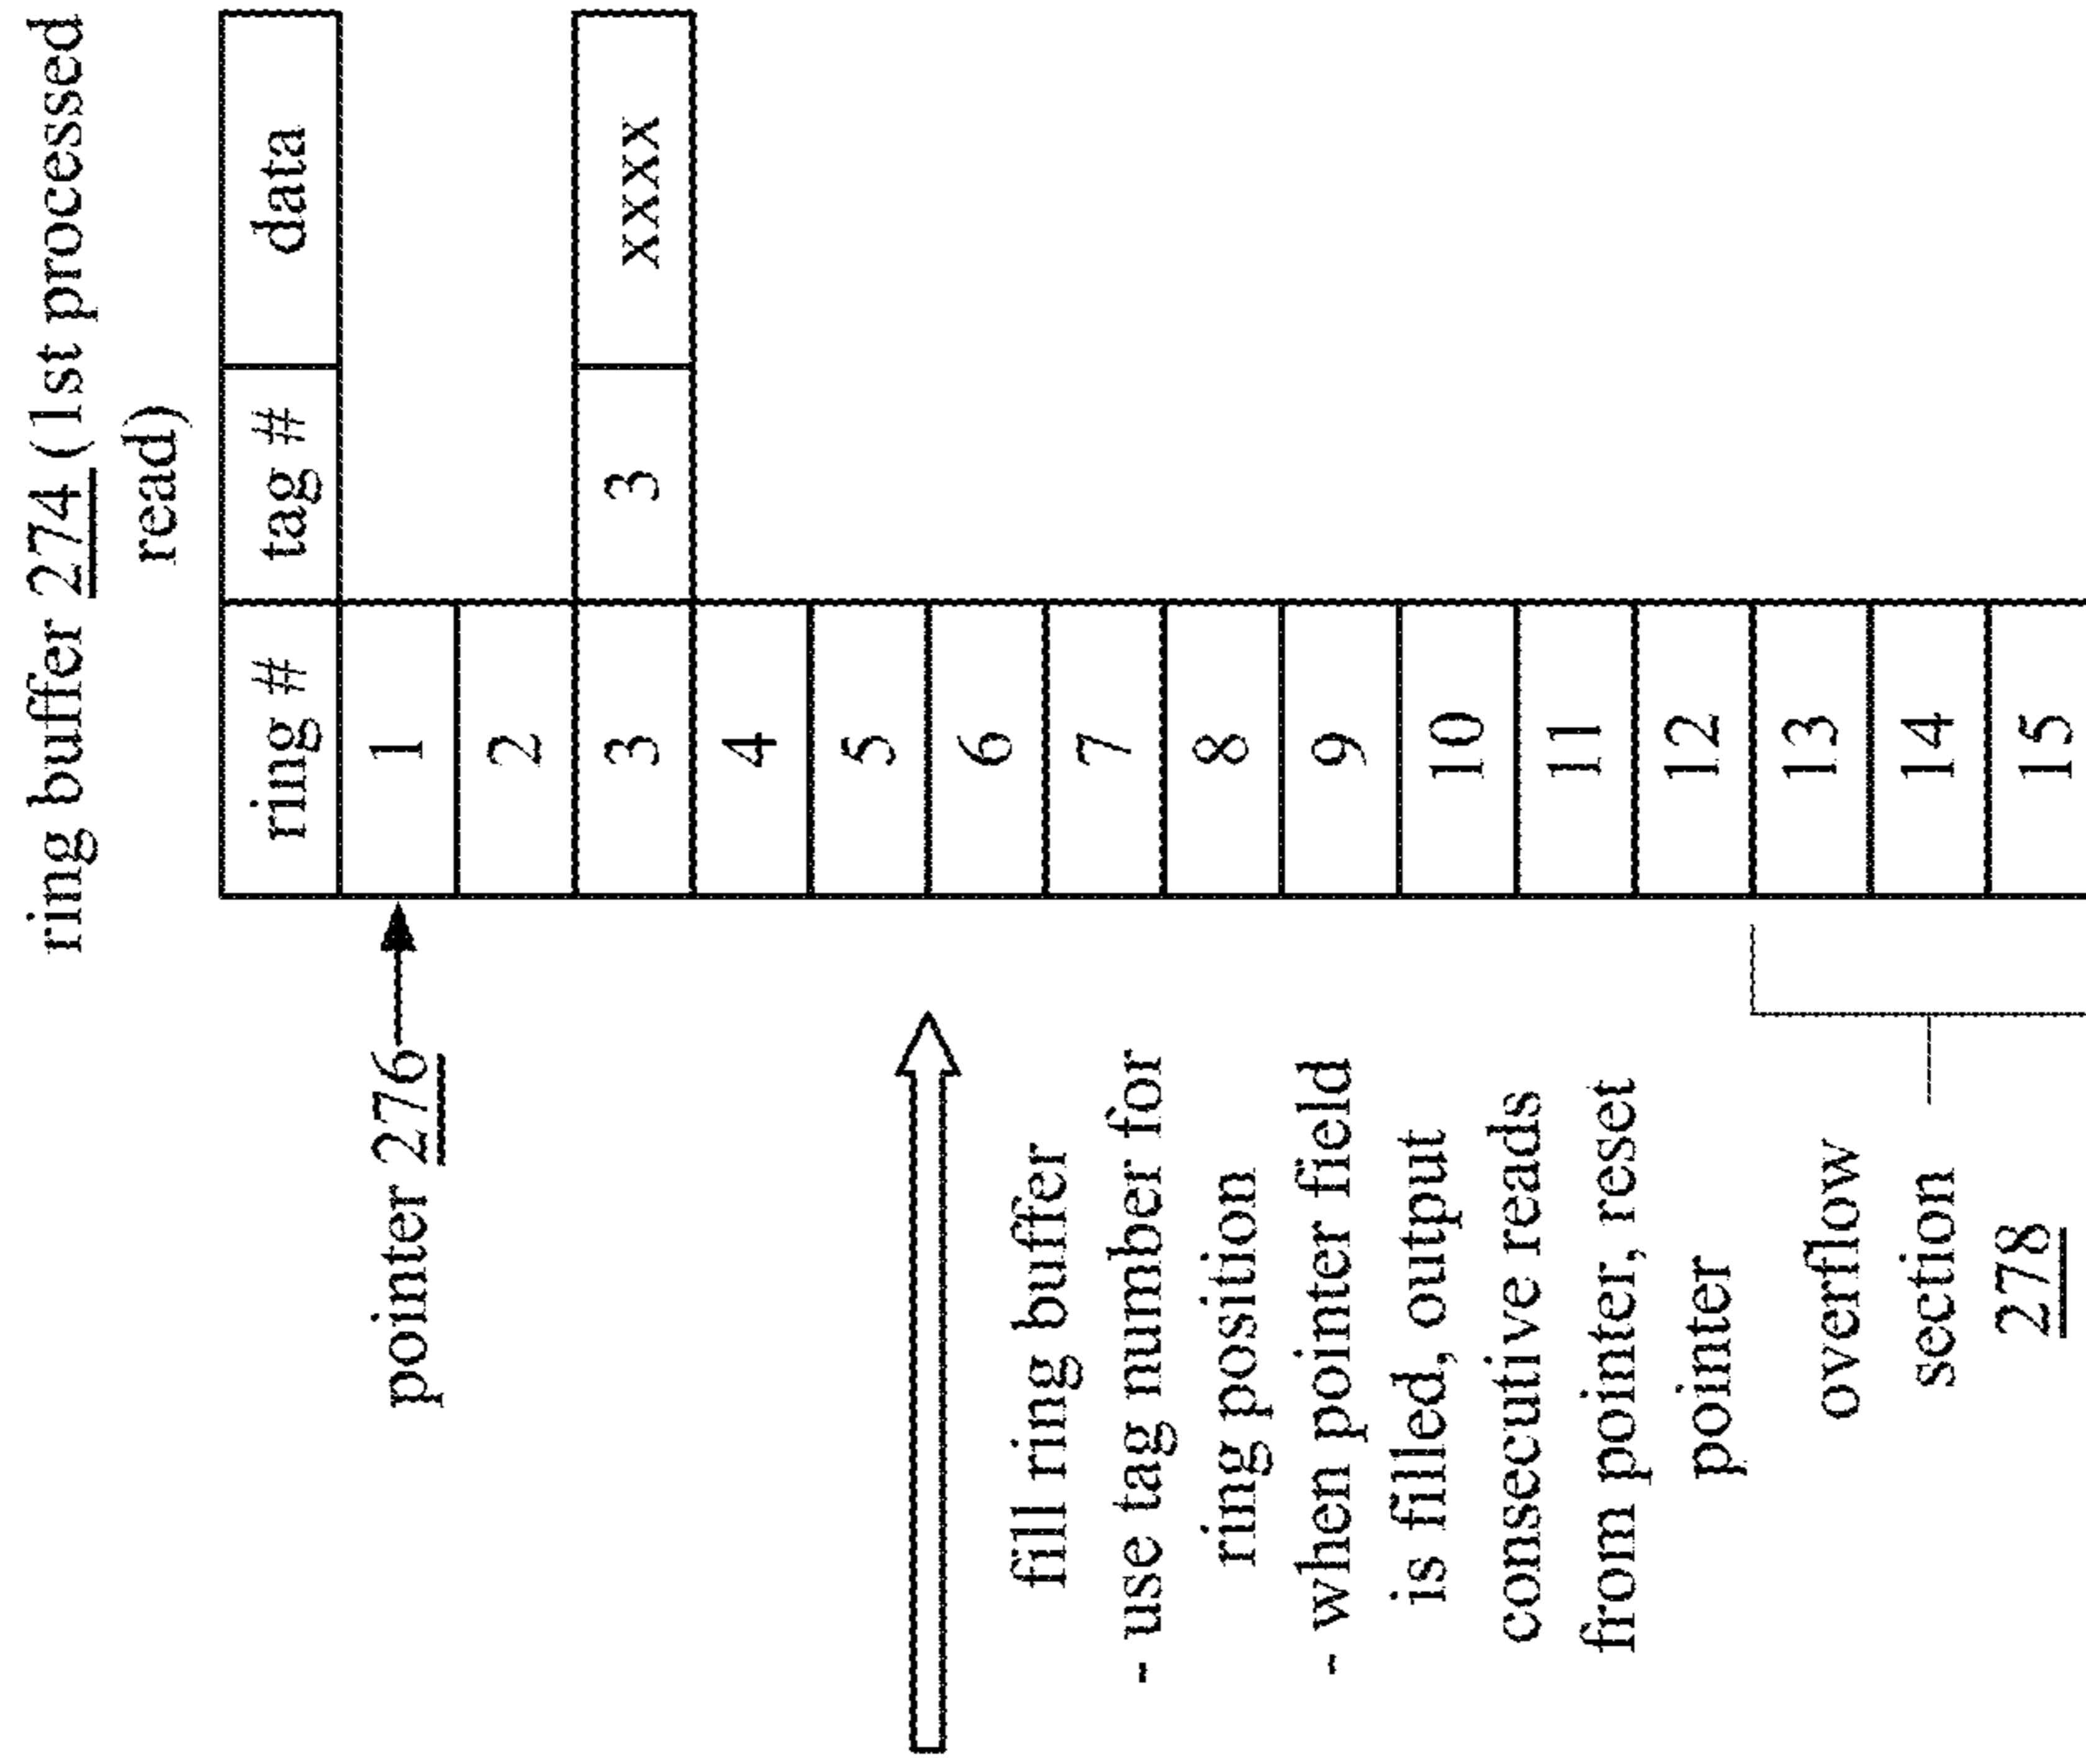 ring buffer 274 (1st processed
read)
ring # tag # data
pointer 276
1
2
3 3 xxxx
4
5
6
7
8
9
10
11
12
13
14
15
fill ring buffer
- use tag number for
ring position
- when pointer field
is filled, output
consecutive reads
from pointer, reset
pointer
overflow
section
278